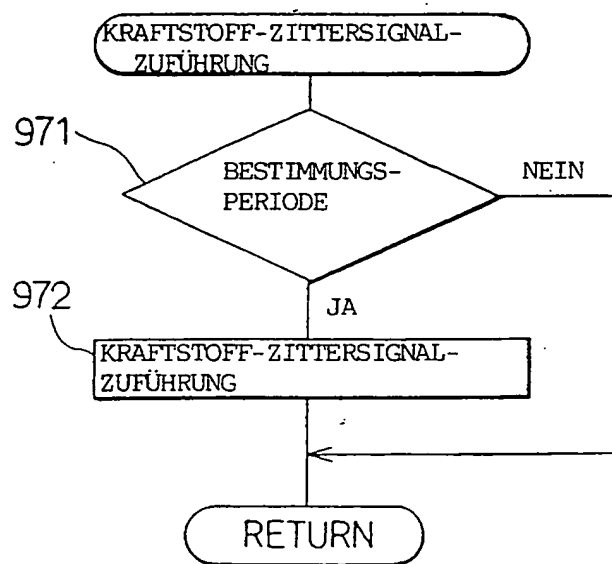 KRAFTSTOFF-ZITTERSIGNAL-
ZUFÜHRUNG
971
BESTIMMUNGS-
PERIODE
NEIN
JA
972
KRAFTSTOFF-ZITTERSIGNAL-
ZUFÜHRUNG
RETURN